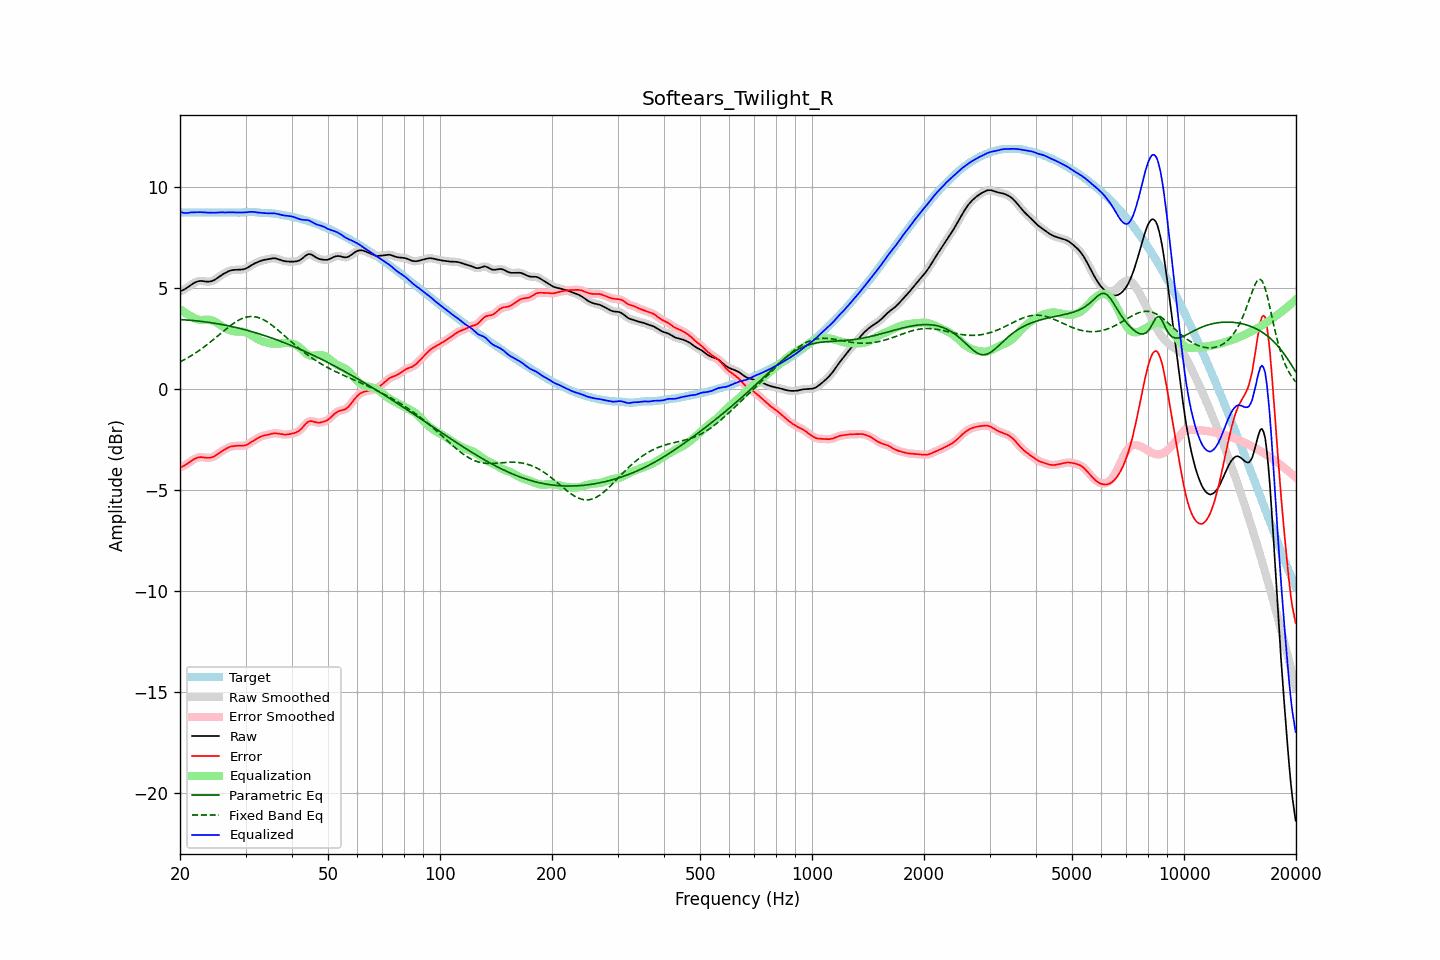 Softears_Twilight_R
10
5
0
−5
−10
−15
−20
Amplitude (dBr)
Target
Raw Smoothed
Error Smoothed
Raw
Error
Equalization
Parametric Eq
Fixed Band Eq
Equalized
20 50 100 200 500 1000 2000 5000 10000 20000
Frequency (Hz)